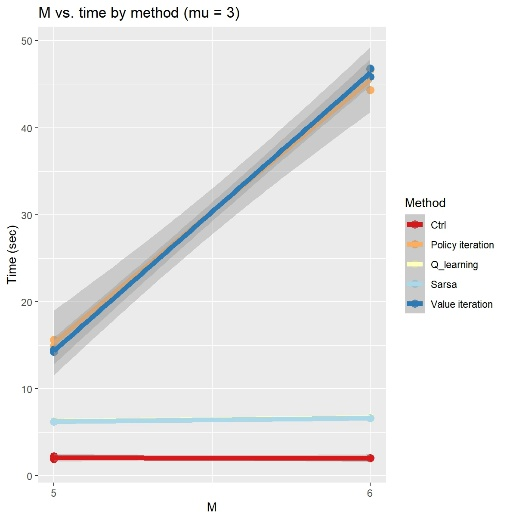 M vs. time by method (mu = 3)
50
40
30
20
10
0
Time (sec)
5
6
M
Method
Ctrl
Policy iteration
Q_learning
Sarsa
Value iteration